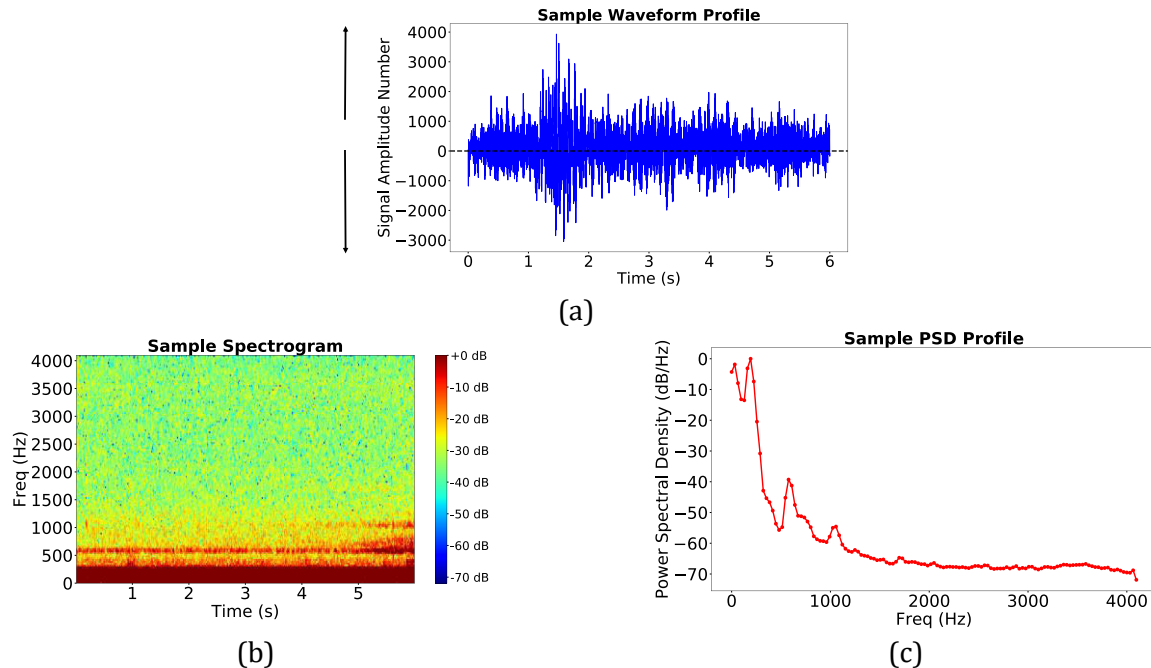 Sample Waveform Profile
Signal Amplitude Number
4000
3000
2000
1000
0
−1000
−2000
−3000
0 1 2 3 4 5 6
Time (s)
(a)
Sample Spectrogram
Freq (Hz)
4000
3500
3000
2500
2000
1500
1000
500
0
1 2 3 4 5
Time (s)
+0 dB
−10 dB
−20 dB
−30 dB
−40 dB
−50 dB
−60 dB
−70 dB
(b)
Sample PSD Profile
Power Spectral Density (dB/Hz)
0
−10
−20
−30
−40
−50
−60
−70
0 1000 2000 3000 4000
Freq (Hz)
(c)